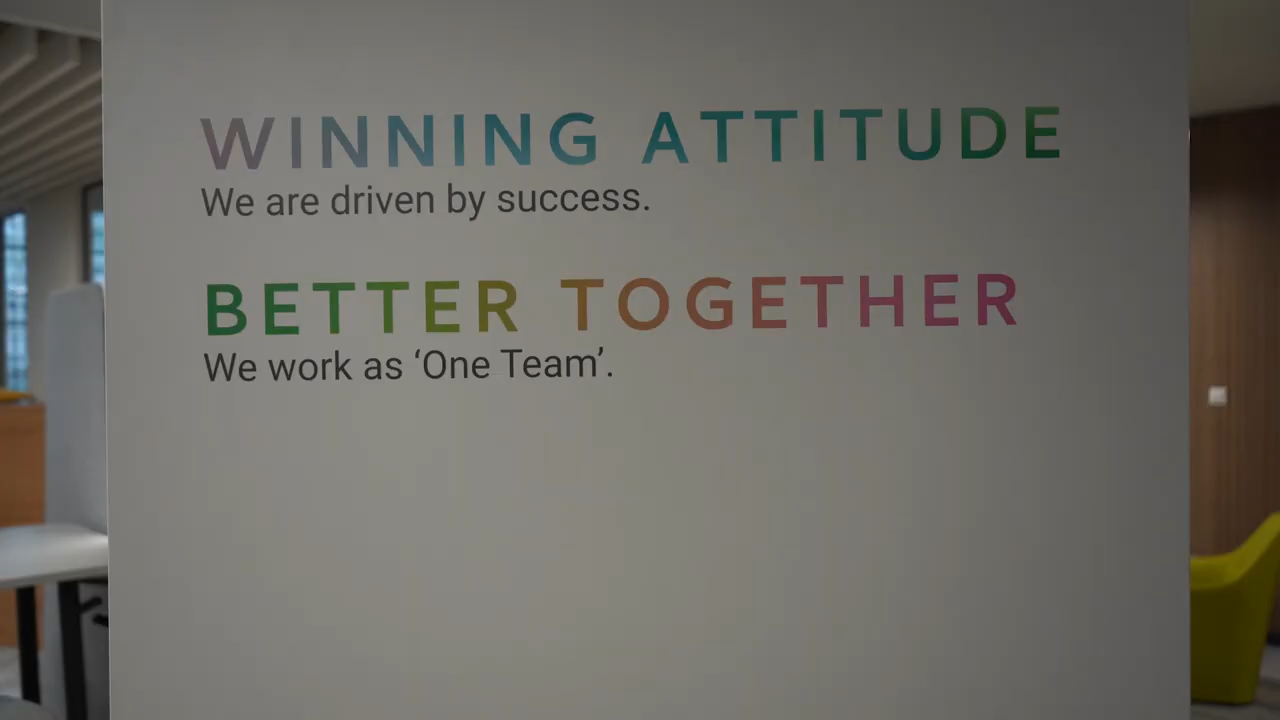 WINNING ATTITUDE
We are driven by success.
BETTER TOGETHER
We work as ‘One Team’.